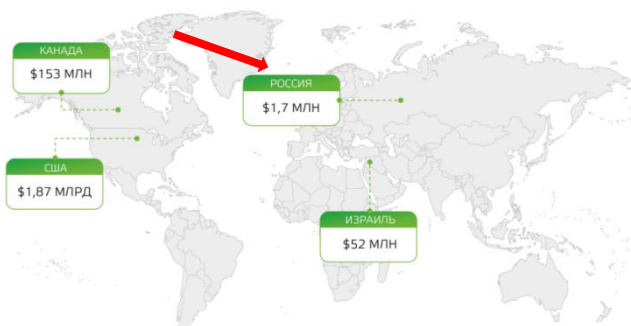 КАНАДА
$153 МЛН
РОССИЯ
$1,7 МЛН
США
$1,87 МЛРД
ИЗРАИЛЬ
$52 МЛН